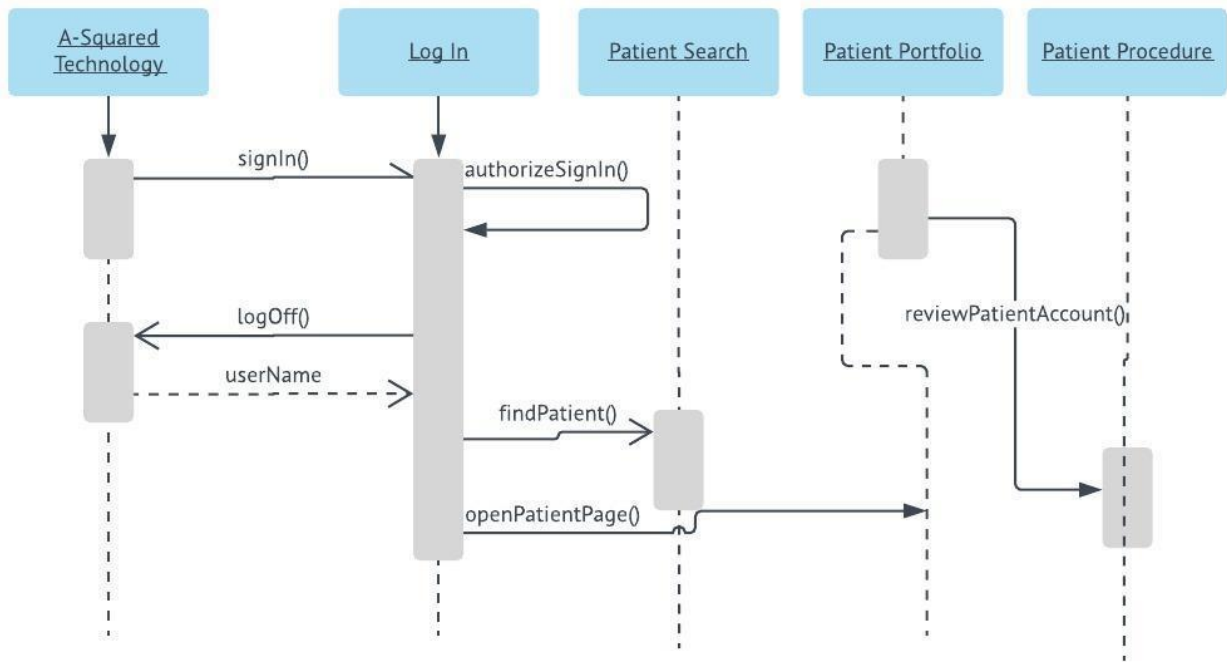 A-Squared
Technology
Log In
Patient Search
Patient Portfolio
Patient Procedure
signIn()
authorizeSignIn()
logOff()
reviewPatientAccount()
userName
findPatient()
openPatientPage()